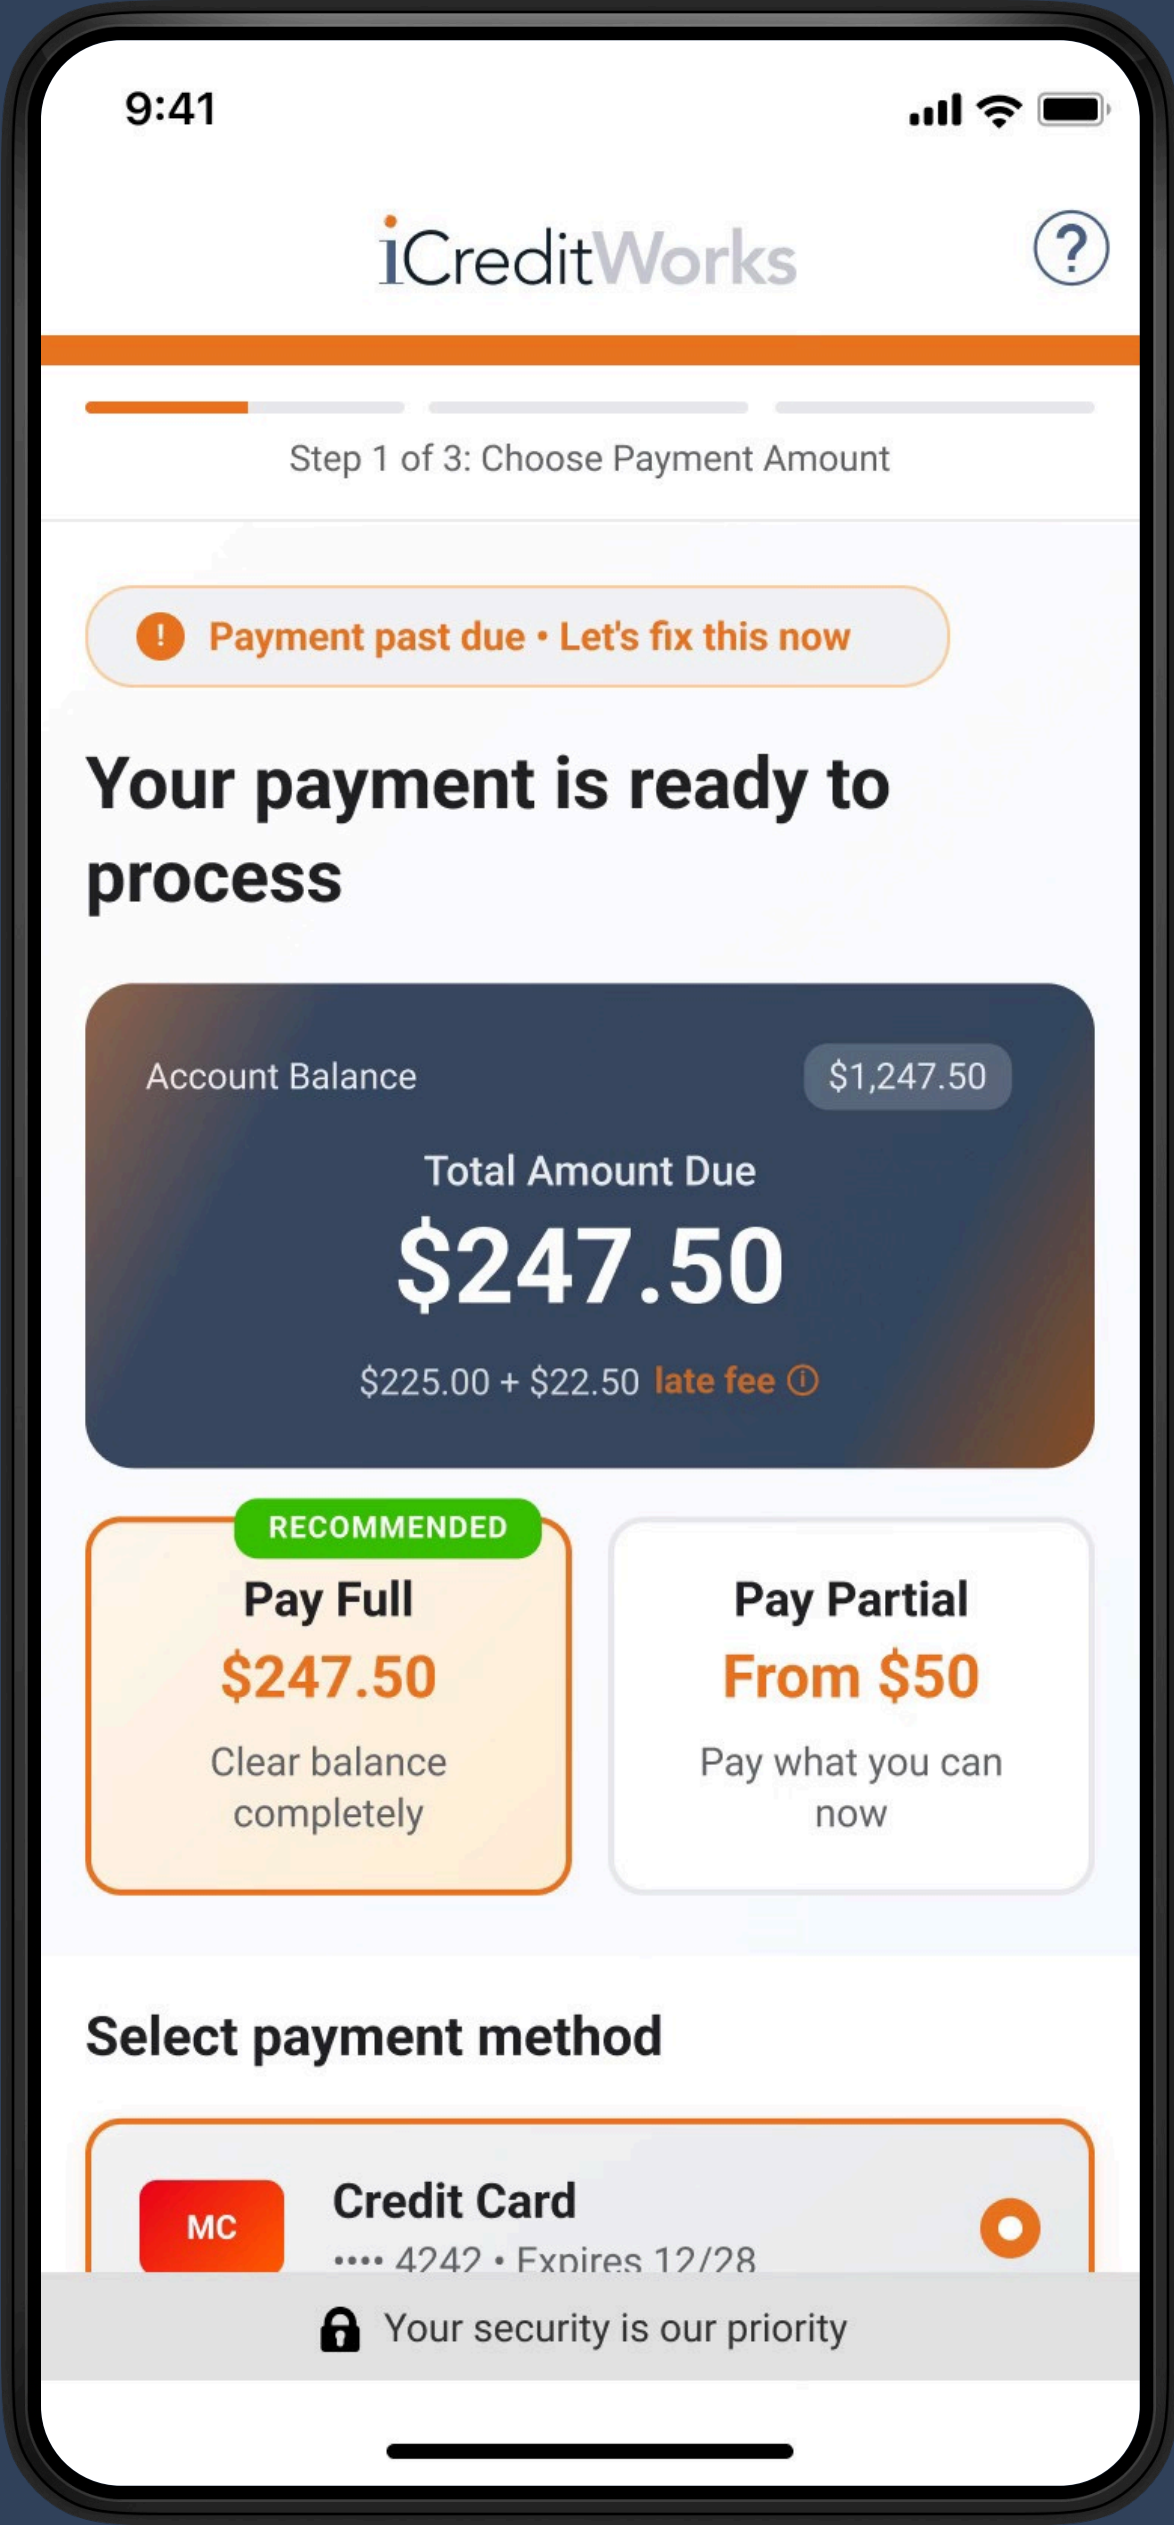 9:41
iCreditWorks
?
Step 1 of 3: Choose Payment Amount
! Payment past due • Let's fix this now
Your payment is ready to
process
Account Balance $1,247.50
Total Amount Due
$247.50
$225.00 + $22.50 late fee
RECOMMENDED
Pay Full
$247.50
Clear balance
completely
Pay Partial
From $50
Pay what you can
now
Select payment method
MC
Credit Card
•••• 4242 • Expires 12/28
Your security is our priority